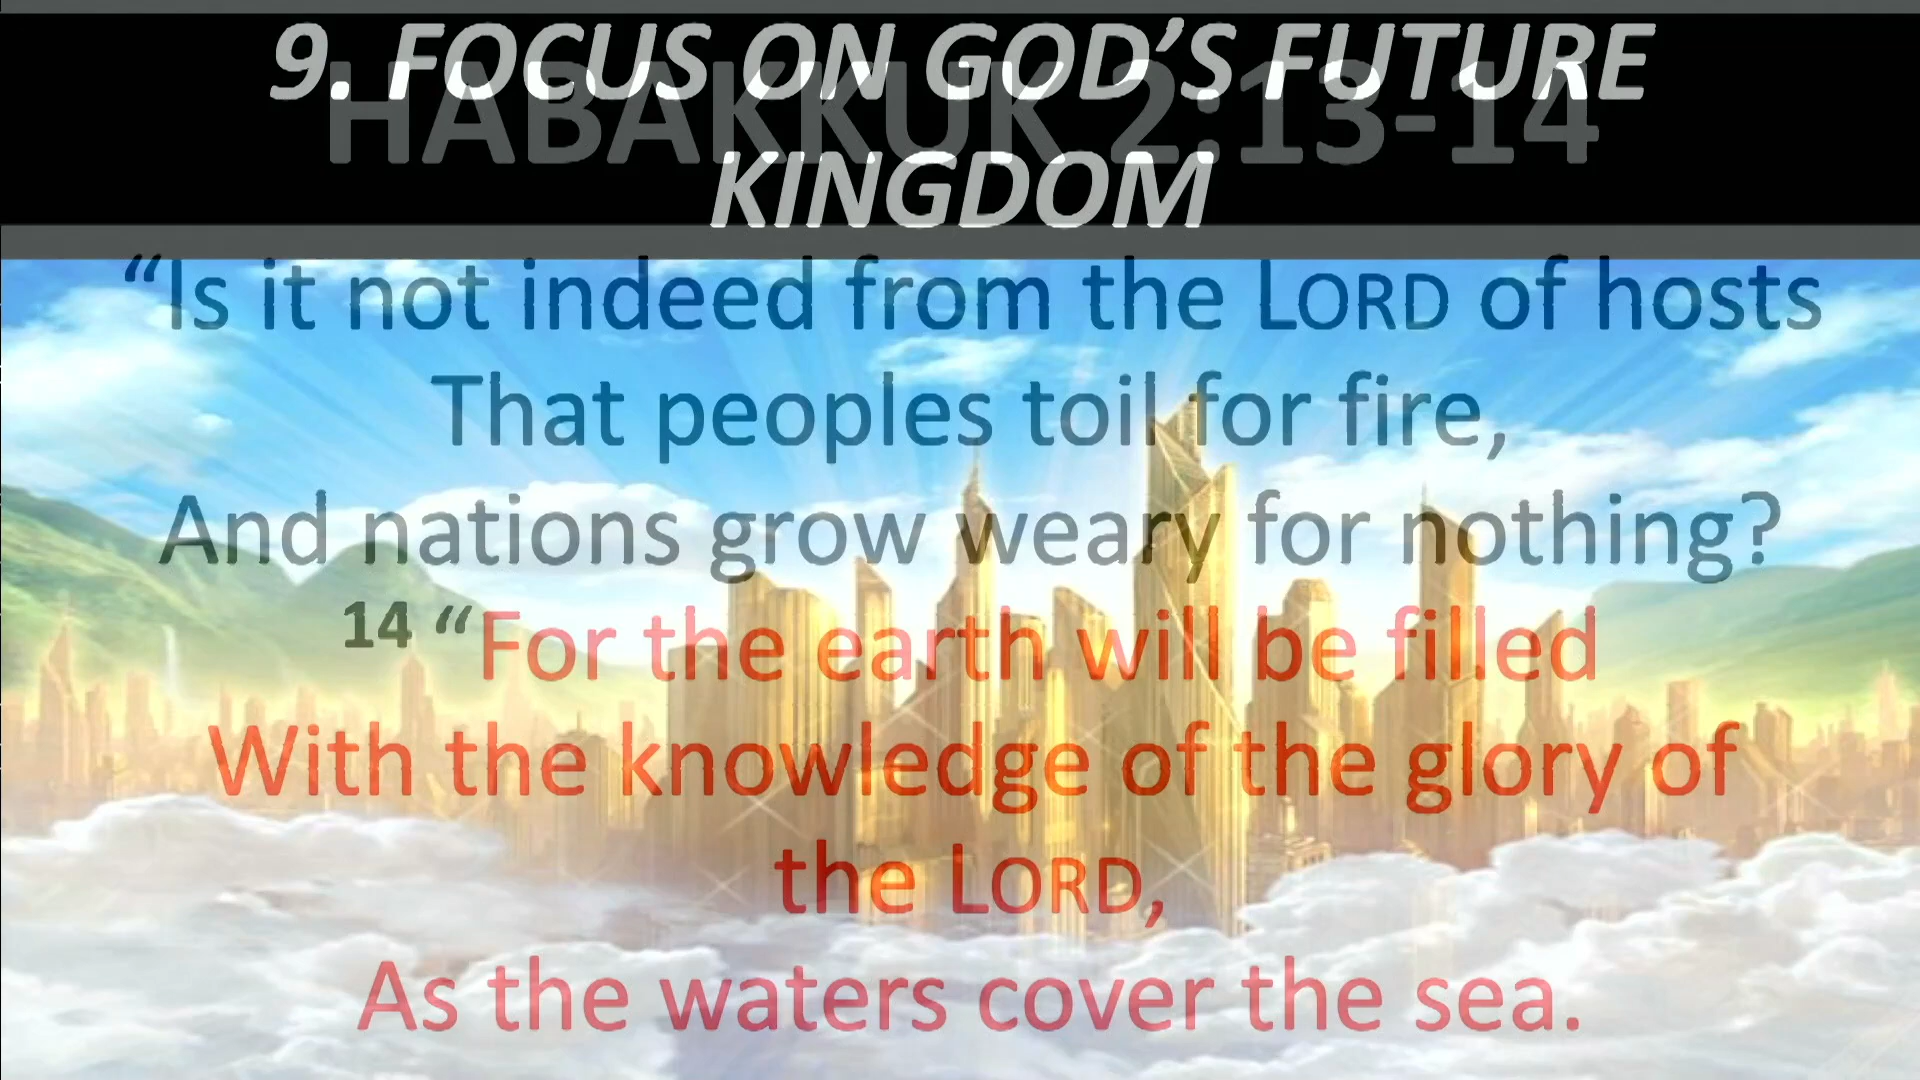 9. FOCUS ON GOD’S FUTURE
HABAKKUK 2:13-14
KINGDOM
“Is it not indeed from the LORD of hosts
That peoples toil for fire,
And nations grow weary for nothing?
14 “For the earth will be filled
With the knowledge of the glory of
the LORD,
As the waters cover the sea.